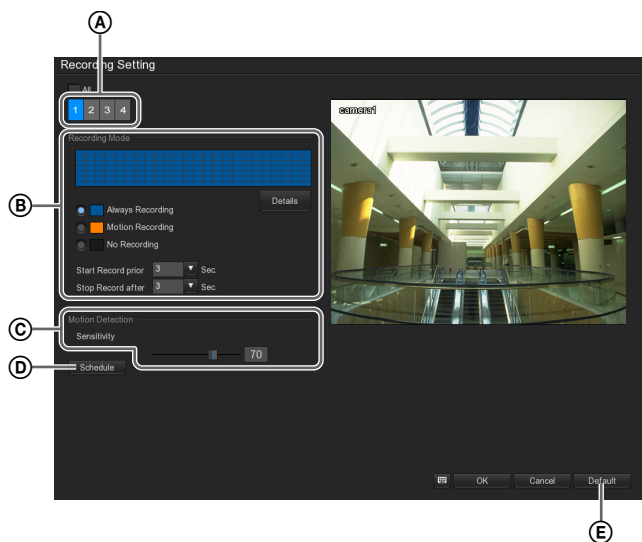 A
Recording Setting
All
1 2 3 4
camera1
Recording Mode
B
Details
Always Recording
Motion Recording
No Recording
Start Record prior 3 Sec.
Stop Record after 3 Sec.
C
Motion Detection
Sensitivity
70
D
Schedule
OK Cancel Default
E